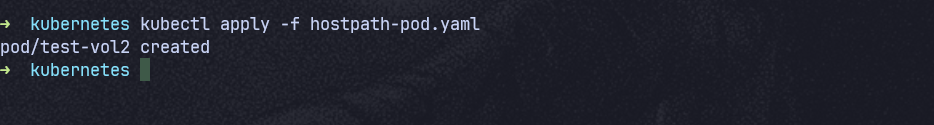 ➜ kubernetes kubectl apply -f hostpath-pod.yaml
pod/test-vol2 created
➜ kubernetes